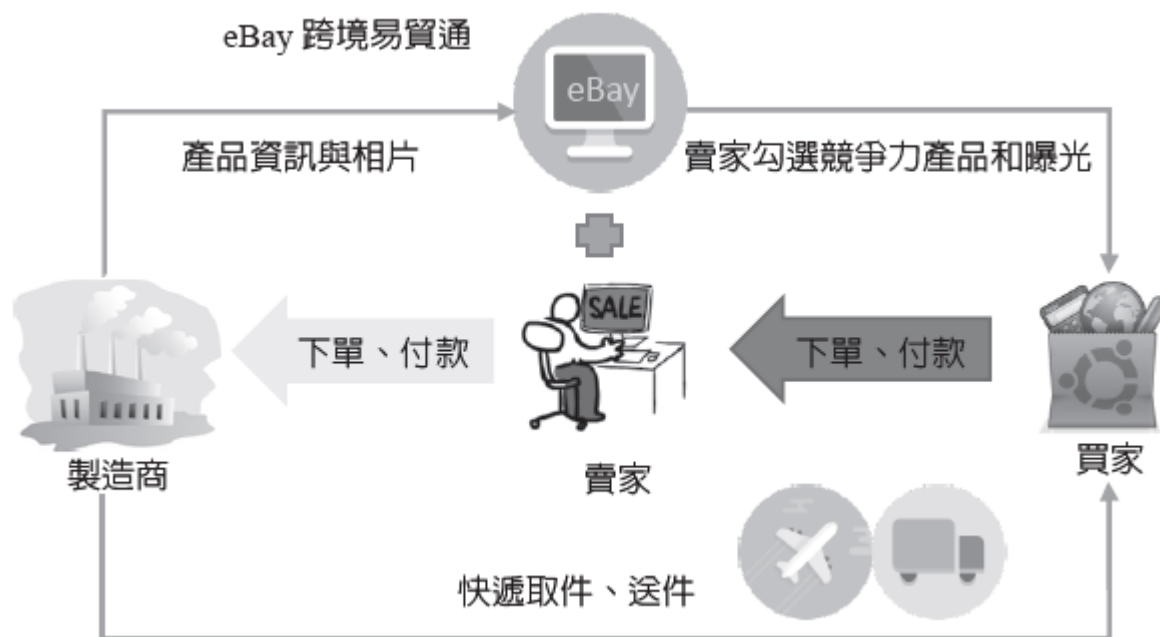 eBay 跨境易貿通
eBay
產品資訊與相片
賣家勾選競爭力產品和曝光
SALE
下單、付款
下單、付款
製造商
賣家
買家
快遞取件、送件